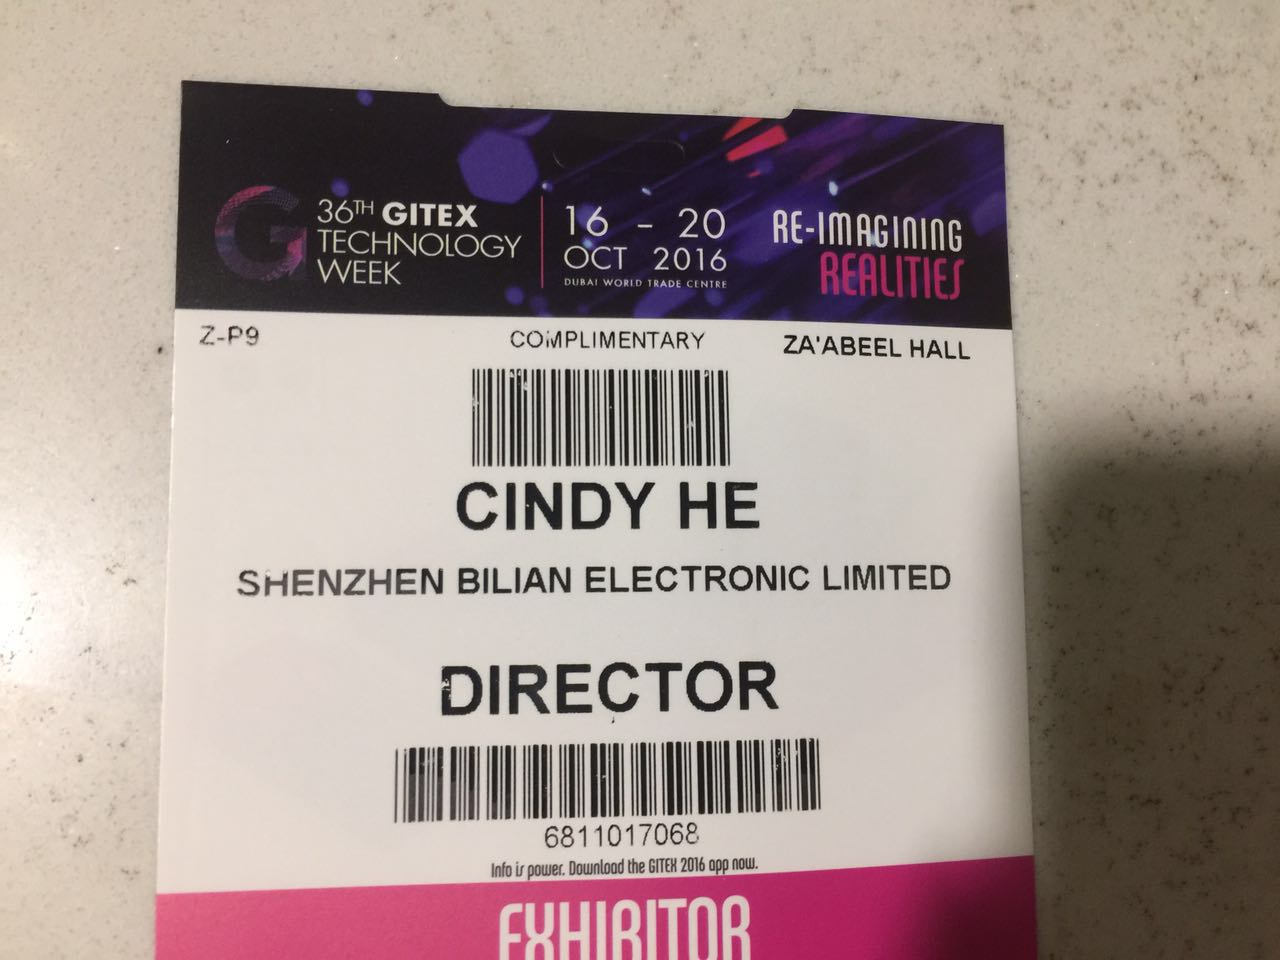 36TH GITEX
TECHNOLOGY
WEEK
16 - 20
OCT 2016
DUBAI WORLD TRADE CENTRE
RE-IMAGINING
REALITIES
Z-P9
COMPLIMENTARY
ZA'ABEEL HALL
CINDY HE
SHENZHEN BILIAN ELECTRONIC LIMITED
DIRECTOR
6811017068
Info is power. Download the GITEX 2016 app now.
EXHIBITOR